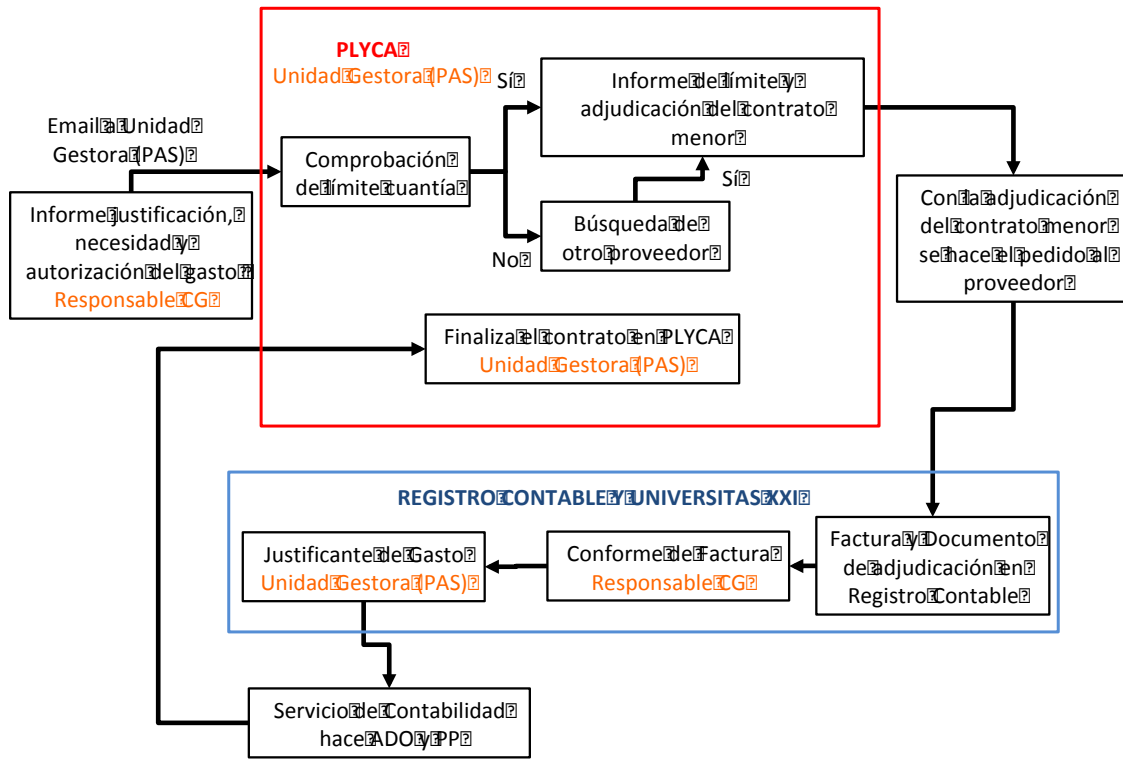 PLYCA
Unidad Gestora (PAS)
Email a Unidad
Gestora (PAS)
Informe justificación,
necesidad y
autorización del gasto
Responsable CG
Comprobación
de límite cuantía
Sí
No
Informe de límite y
adjudicación del contrato
menor
Sí
Búsqueda de
otro proveedor
Con la adjudicación
del contrato menor
se hace el pedido al
proveedor
Finaliza el contrato en PLYCA
Unidad Gestora (PAS)
REGISTRO CONTABLE Y UNIVERSITAS XXI
Factura y Documento
de adjudicación en
Registro Contable
Conforme de Factura
Responsable CG
Justificante de Gasto
Unidad Gestora (PAS)
Servicio de Contabilidad
hace ADO y PP